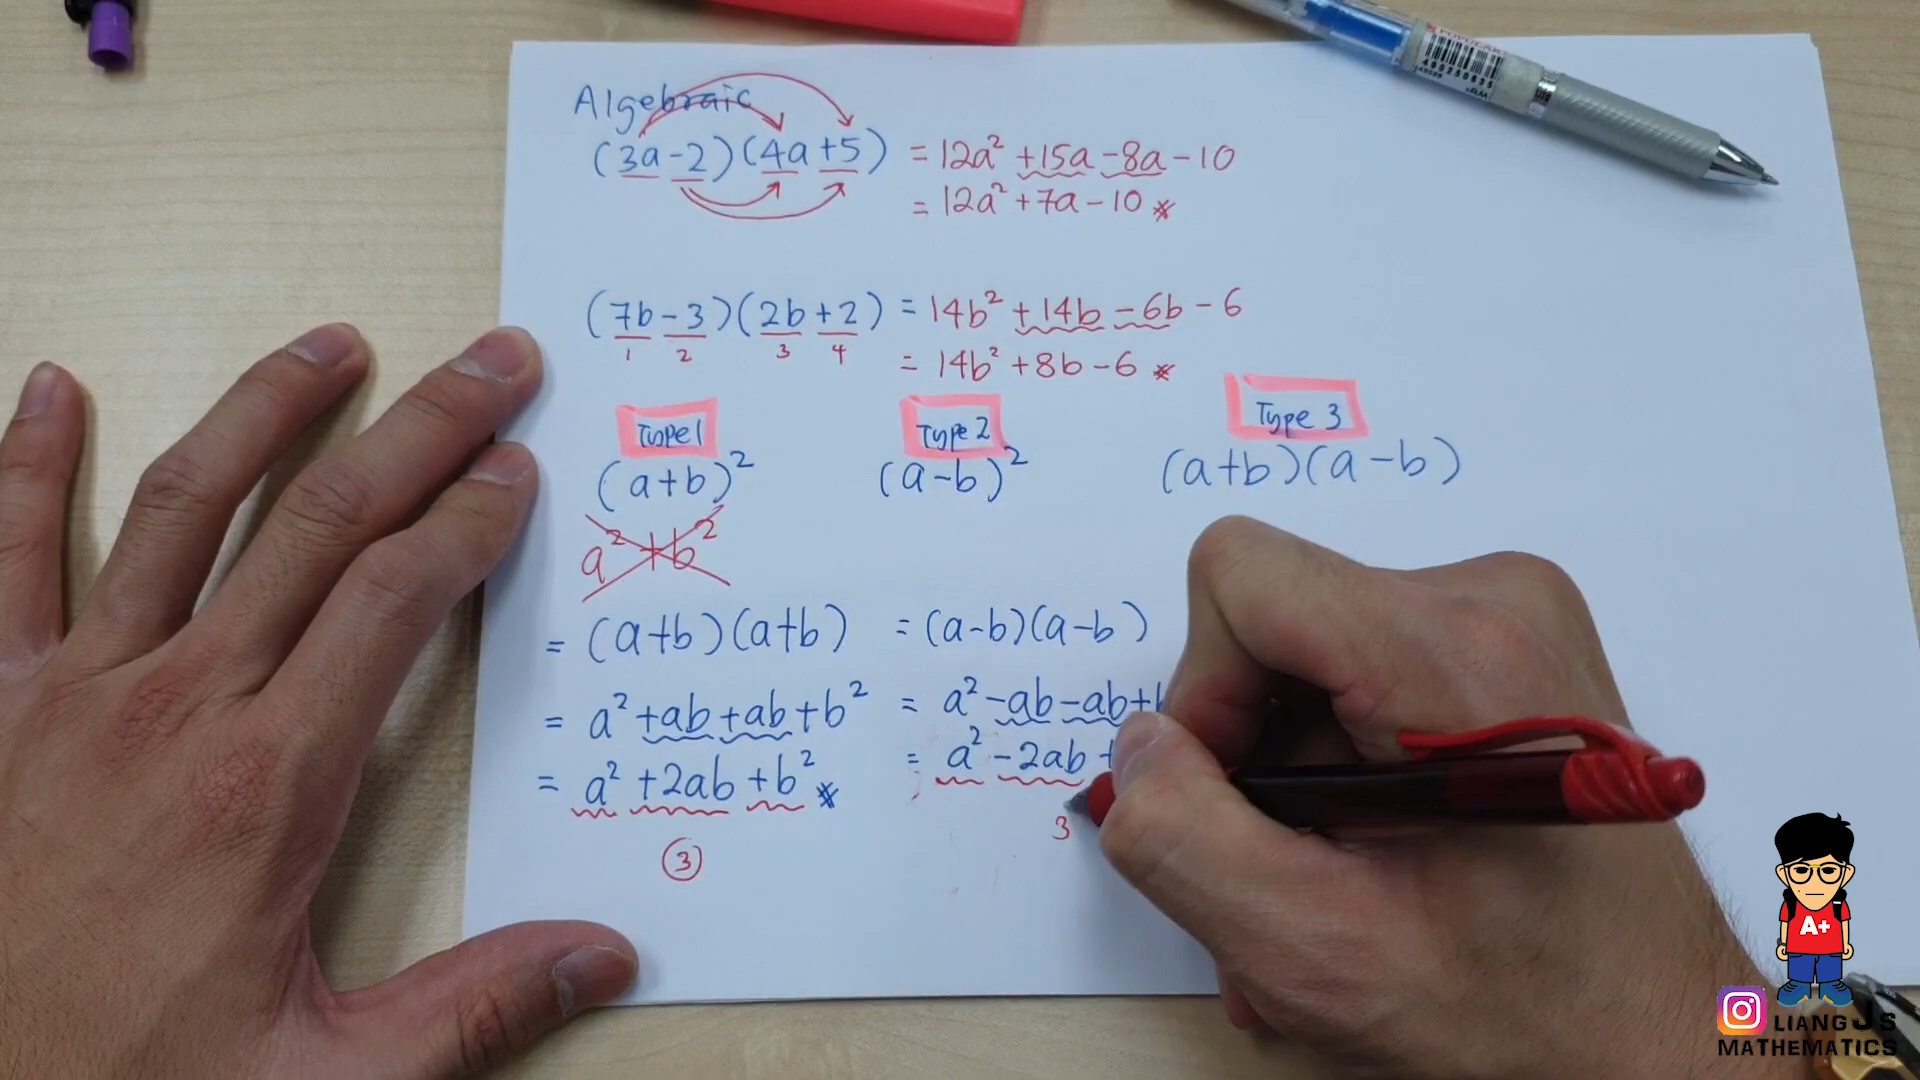 Algebraic
(3a-2)(4a+5) = 12a² +15a -8a -10
= 12a² +7a -10 *
(7b-3)(2b+2) = 14b² +14b -6b -6
1 2 3 4
= 14b² +8b -6 *
Type 1 Type 2 Type 3
(a+b)² (a-b)² (a+b)(a-b)
a²+b²
= (a+b)(a+b) = (a-b)(a-b)
= a² +ab +ab +b² = a² -ab -ab +
= a² +2ab +b² * = a² -2ab +
3
③
A+
LIANGJS
MATHEMATICS